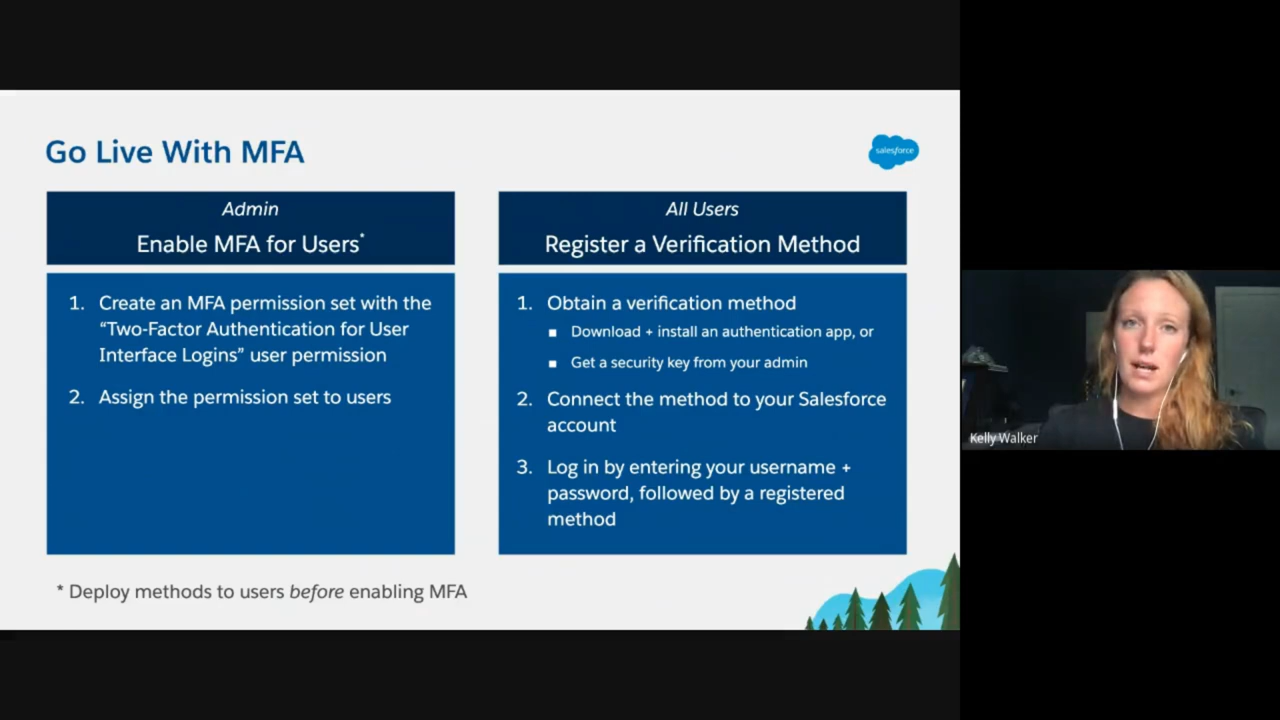 Go Live With MFA
salesforce
Admin
Enable MFA for Users*
1. Create an MFA permission set with the
“Two-Factor Authentication for User
Interface Logins” user permission
2. Assign the permission set to users
All Users
Register a Verification Method
1. Obtain a verification method
▪ Download + install an authentication app, or
▪ Get a security key from your admin
2. Connect the method to your Salesforce
account
3. Log in by entering your username +
password, followed by a registered
method
* Deploy methods to users before enabling MFA
Kelly Walker